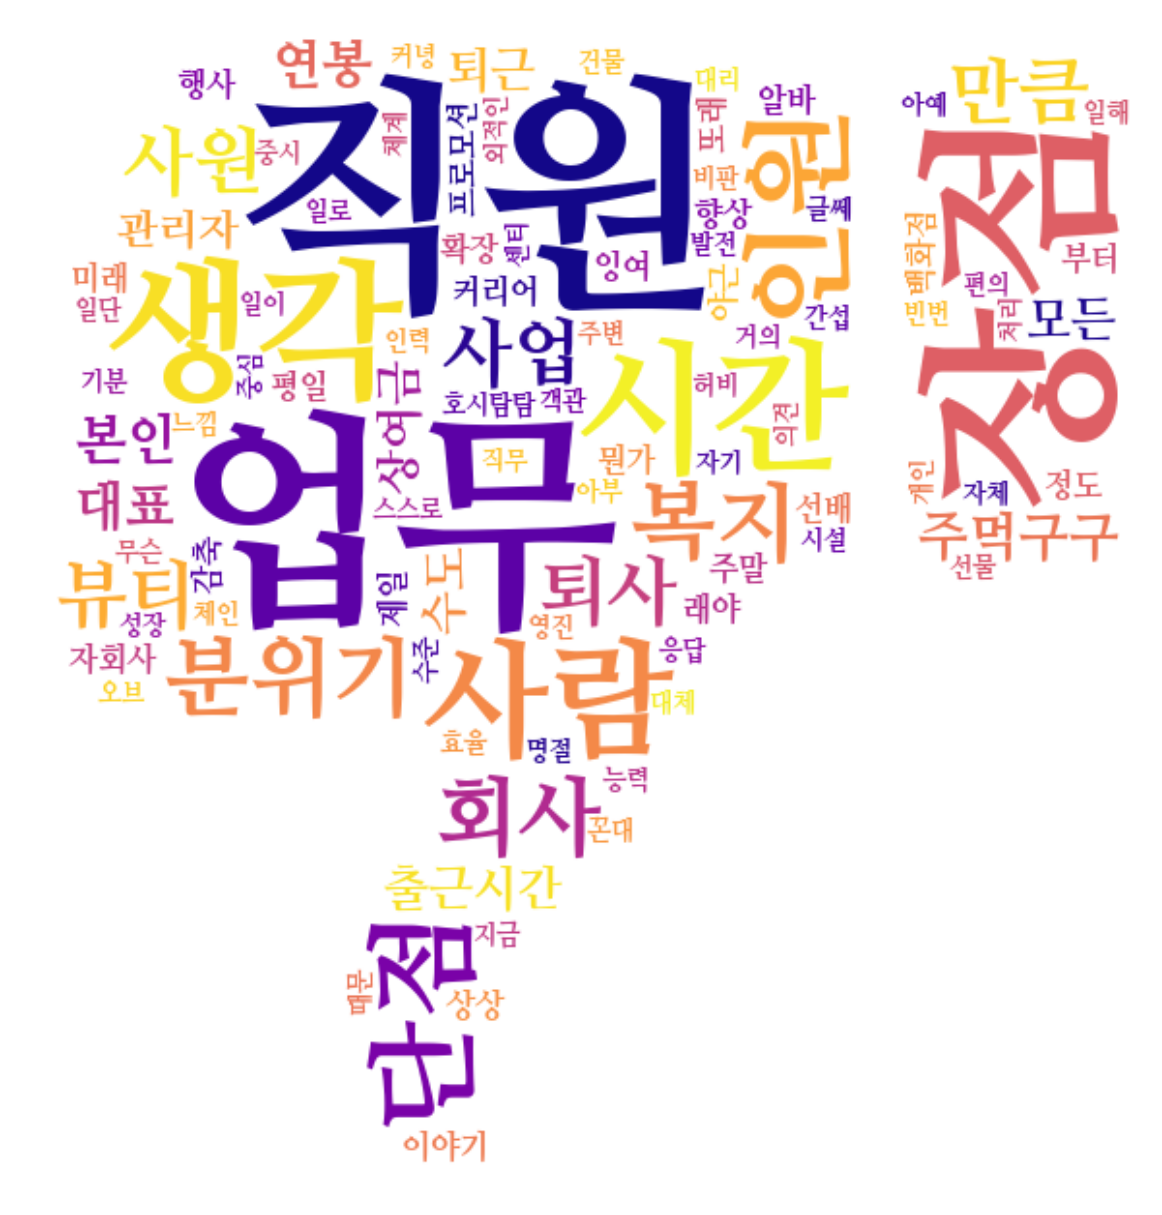 연봉
커녕
퇴근
건물
행사
직원
대리
알바
만큼
아예
일해
사원
중시
체계
프로모션
외적인
또래
인원
장점
비판
관리자
일로
향상
글쎄
백화점
확장
센티
발전
부터
미래
생각
잉여
일단
일이
커리어
야근
간섭
편의
빈번
처리
모든
인력
사업
주변
거의
시간
기분
중심
평일
상여금
호시탐탐
객관
허비
의견
본인
느낌
업무
직무
뭔가
자기
아부
대표
스스로
복지
선배
시설
개인
자체
정도
주먹구구
선물
무슨
감축
뷰티
체인
제일
수도
퇴사
주말
래야
성장
영진
자회사
분위기
수준
사람
응답
오브
대체
효율
명절
회사
능력
꼰대
출근시간
단점
지금
때문
상상
이야기